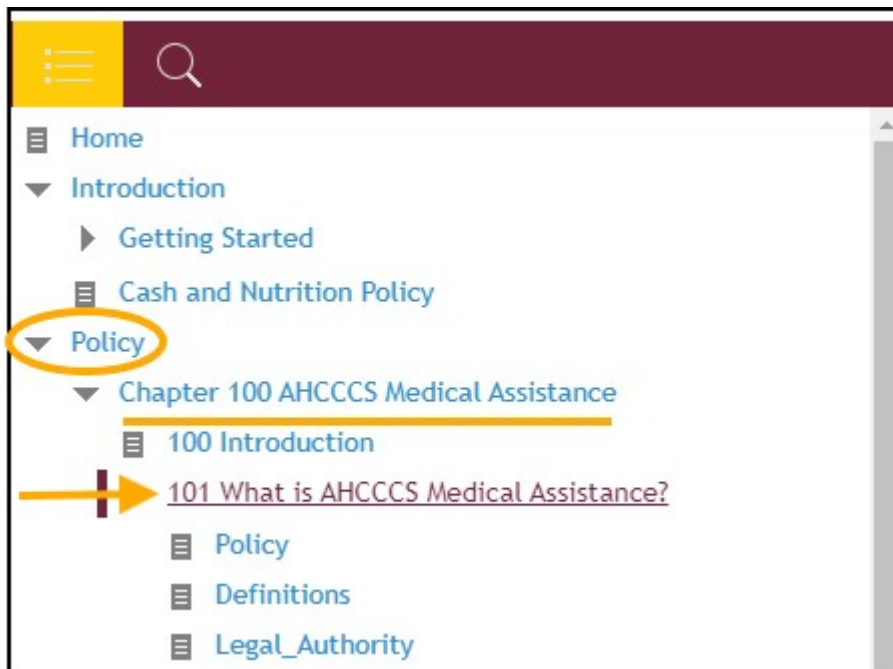 Home
Introduction
Getting Started
Cash and Nutrition Policy
Policy
Chapter 100 AHCCCS Medical Assistance
100 Introduction
101 What is AHCCCS Medical Assistance?
Policy
Definitions
Legal_Authority